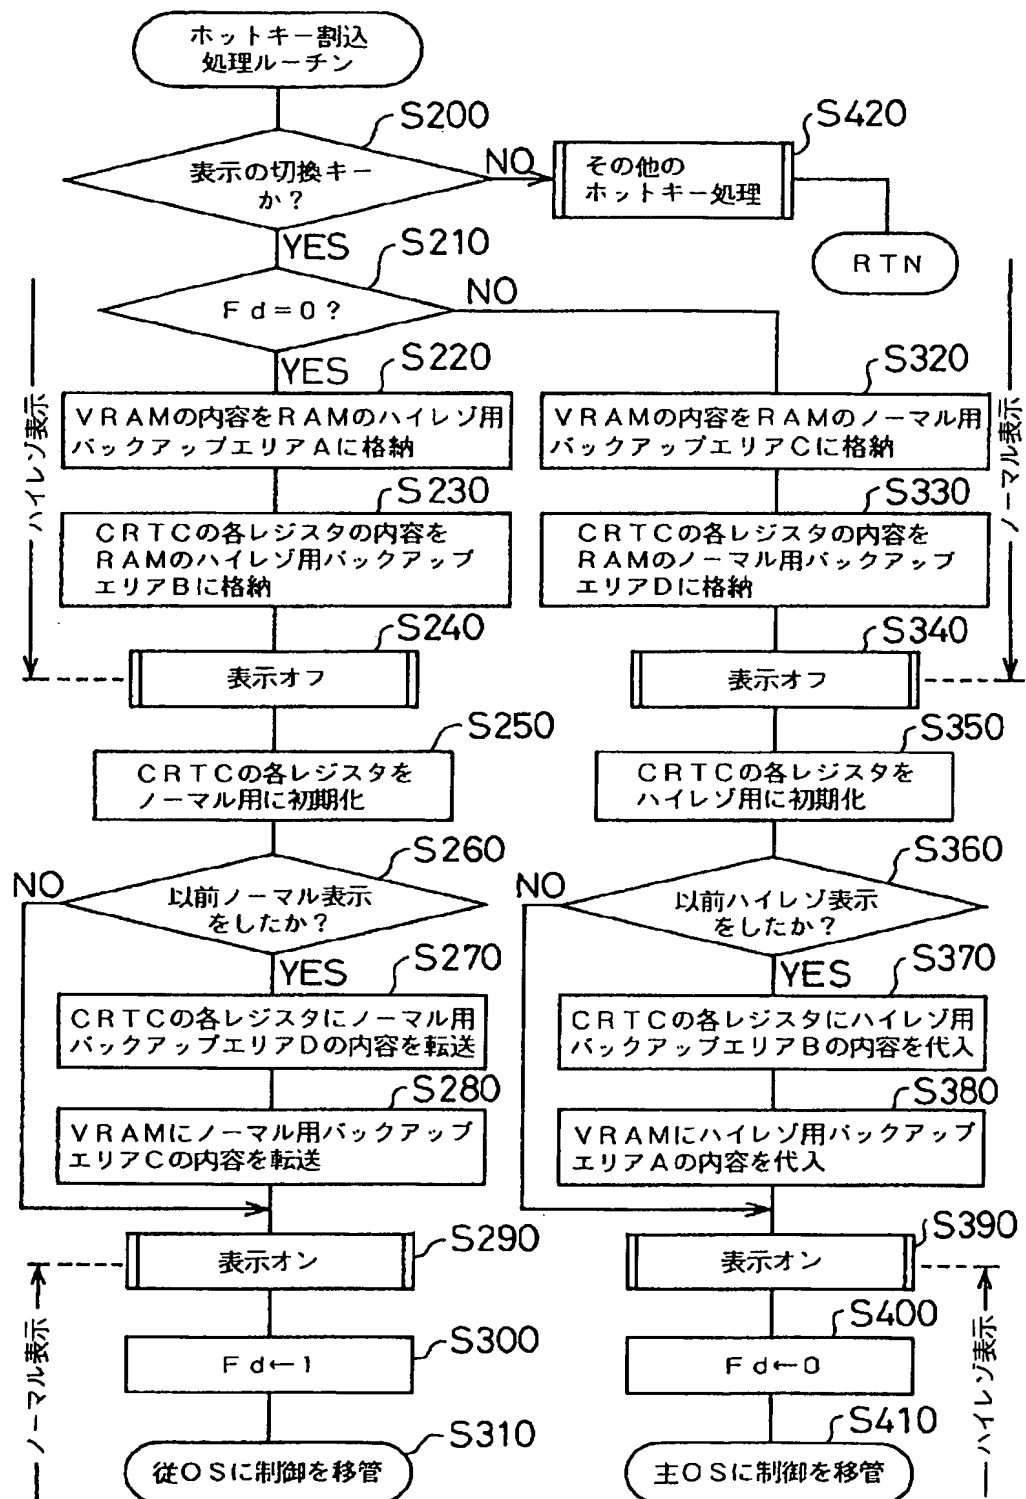 ホットキー割込
処理ルーチン
S200
表示の切換キー
か?
NO
S420
その他の
ホットキー処理
RTN
YES
S210
Fd=0?
NO
YES
ハイレゾ表示
ノーマル表示
S220
VRAMの内容をRAMのハイレゾ用
バックアップエリアAに格納
S320
VRAMの内容をRAMのノーマル用
バックアップエリアCに格納
S230
CRTCの各レジスタの内容を
RAMのハイレゾ用バックアップ
エリアBに格納
S330
CRTCの各レジスタの内容を
RAMのノーマル用バックアップ
エリアDに格納
S240
表示オフ
S340
表示オフ
S250
CRTCの各レジスタを
ノーマル用に初期化
S350
CRTCの各レジスタを
ハイレゾ用に初期化
S260
NO
以前ノーマル表示
をしたか?
YES
S360
NO
以前ハイレゾ表示
をしたか?
YES
S270
CRTCの各レジスタにノーマル用
バックアップエリアDの内容を転送
S370
CRTCの各レジスタにハイレゾ用
バックアップエリアBの内容を代入
S280
VRAMにノーマル用バックアップ
エリアCの内容を転送
S380
VRAMにハイレゾ用バックアップ
エリアAの内容を代入
S290
表示オン
S390
表示オン
ノーマル表示
ハイレゾ表示
S300
Fd←1
S400
Fd←0
S310
従OSに制御を移管
S410
主OSに制御を移管